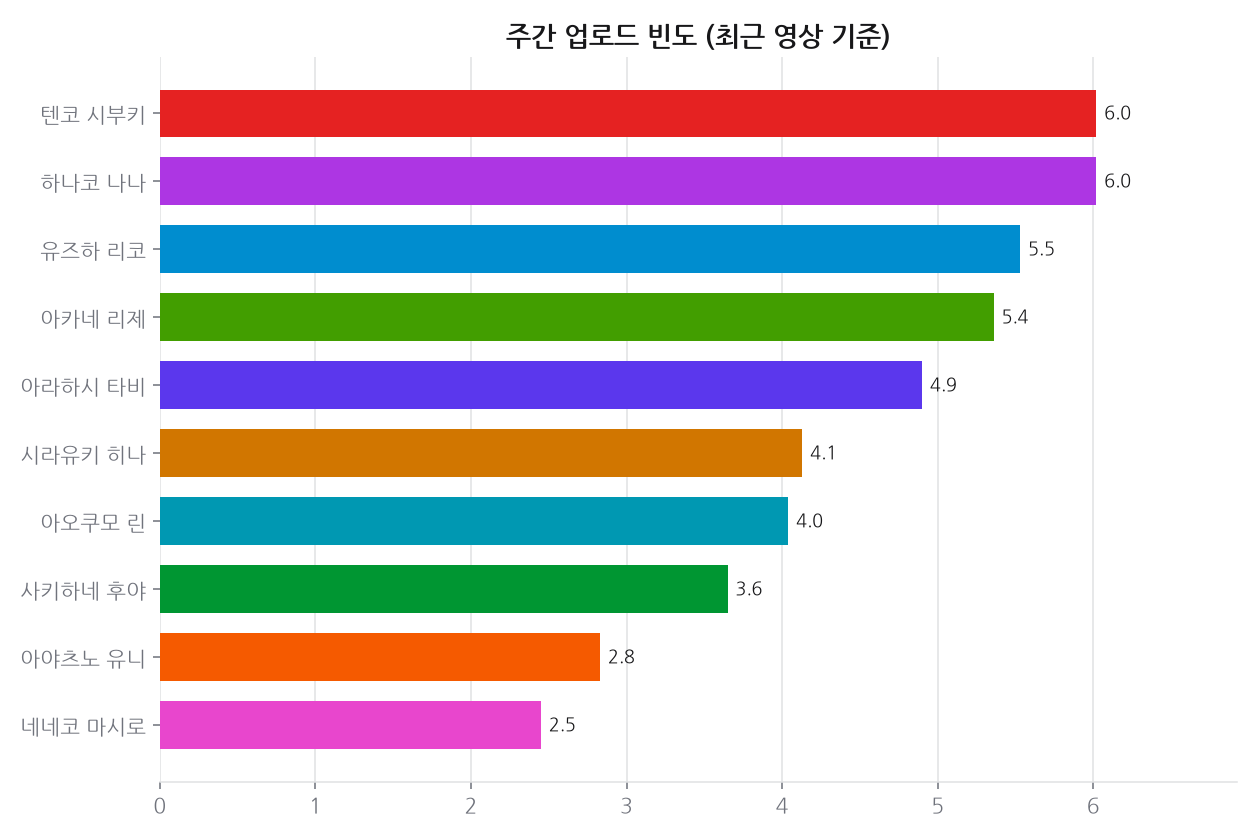 주간 업로드 빈도 (최근 영상 기준)
텐코 시부키 6.0
하나코 나나 6.0
유즈하 리코 5.5
아카네 리제 5.4
아라하시 타비 4.9
시라유키 히나 4.1
아오쿠모 린 4.0
사키하네 후야 3.6
아야츠노 유니 2.8
네네코 마시로 2.5
0 1 2 3 4 5 6